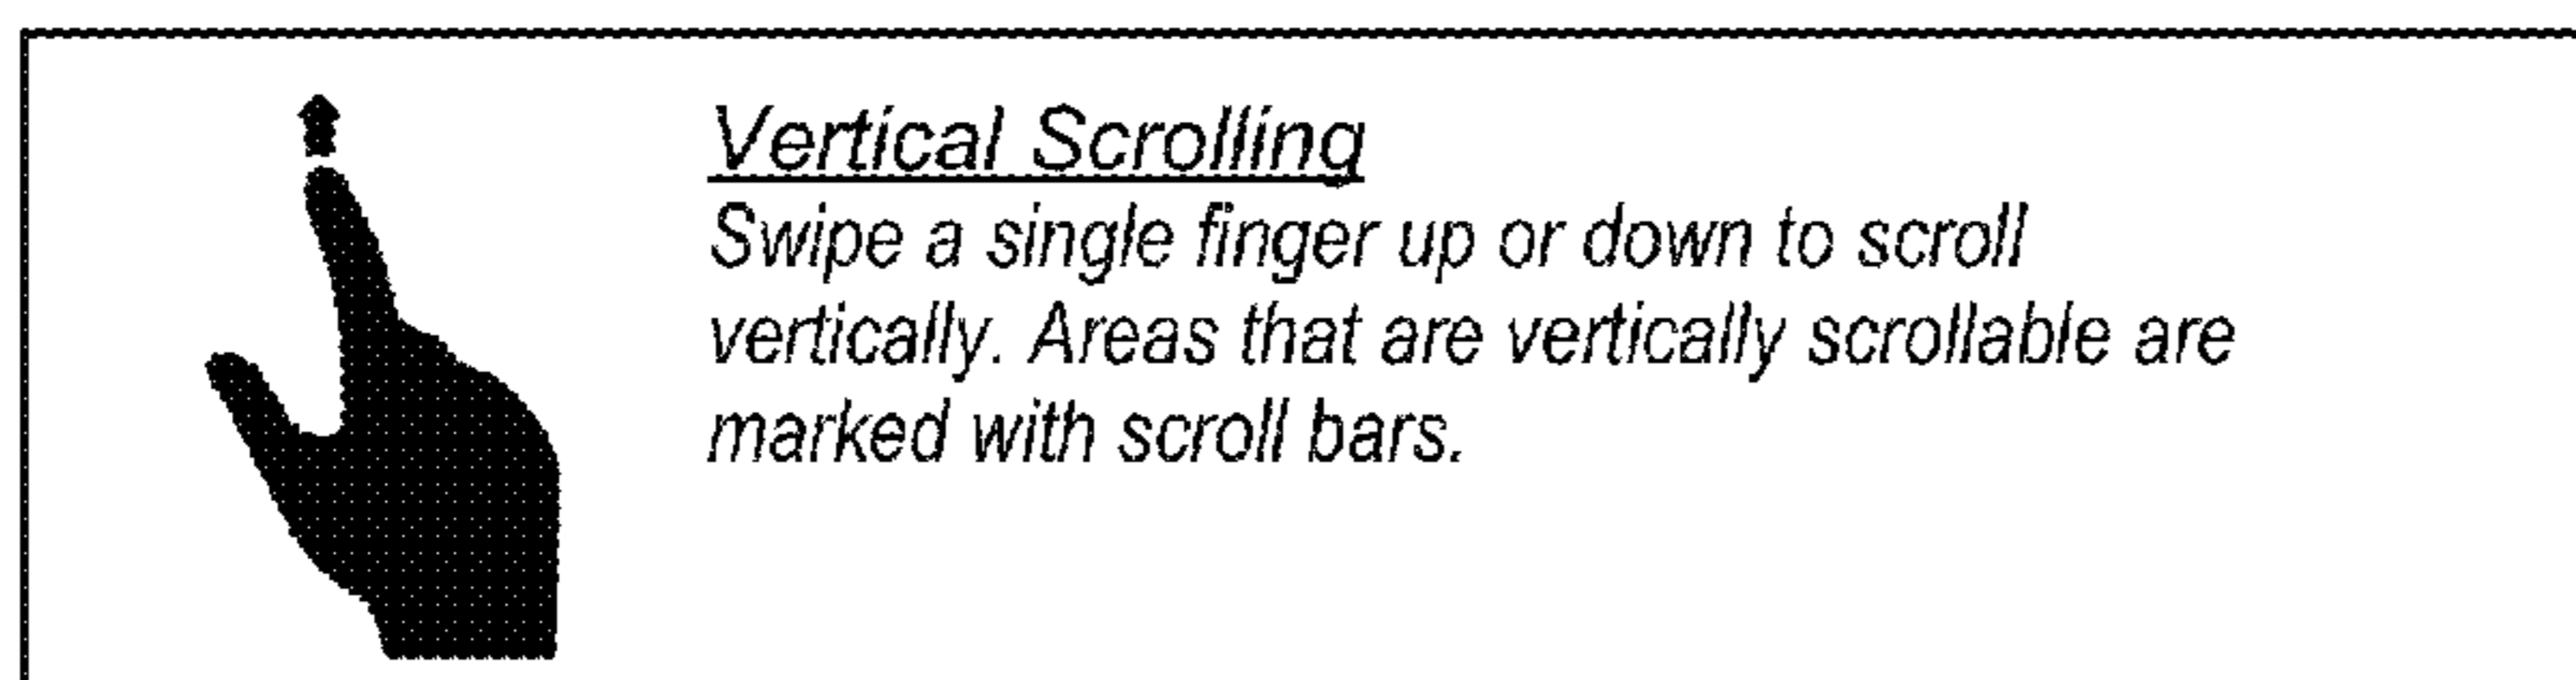 Vertical Scrolling
Swipe a single finger up or down to scroll
vertically. Areas that are vertically scrollable are
marked with scroll bars.